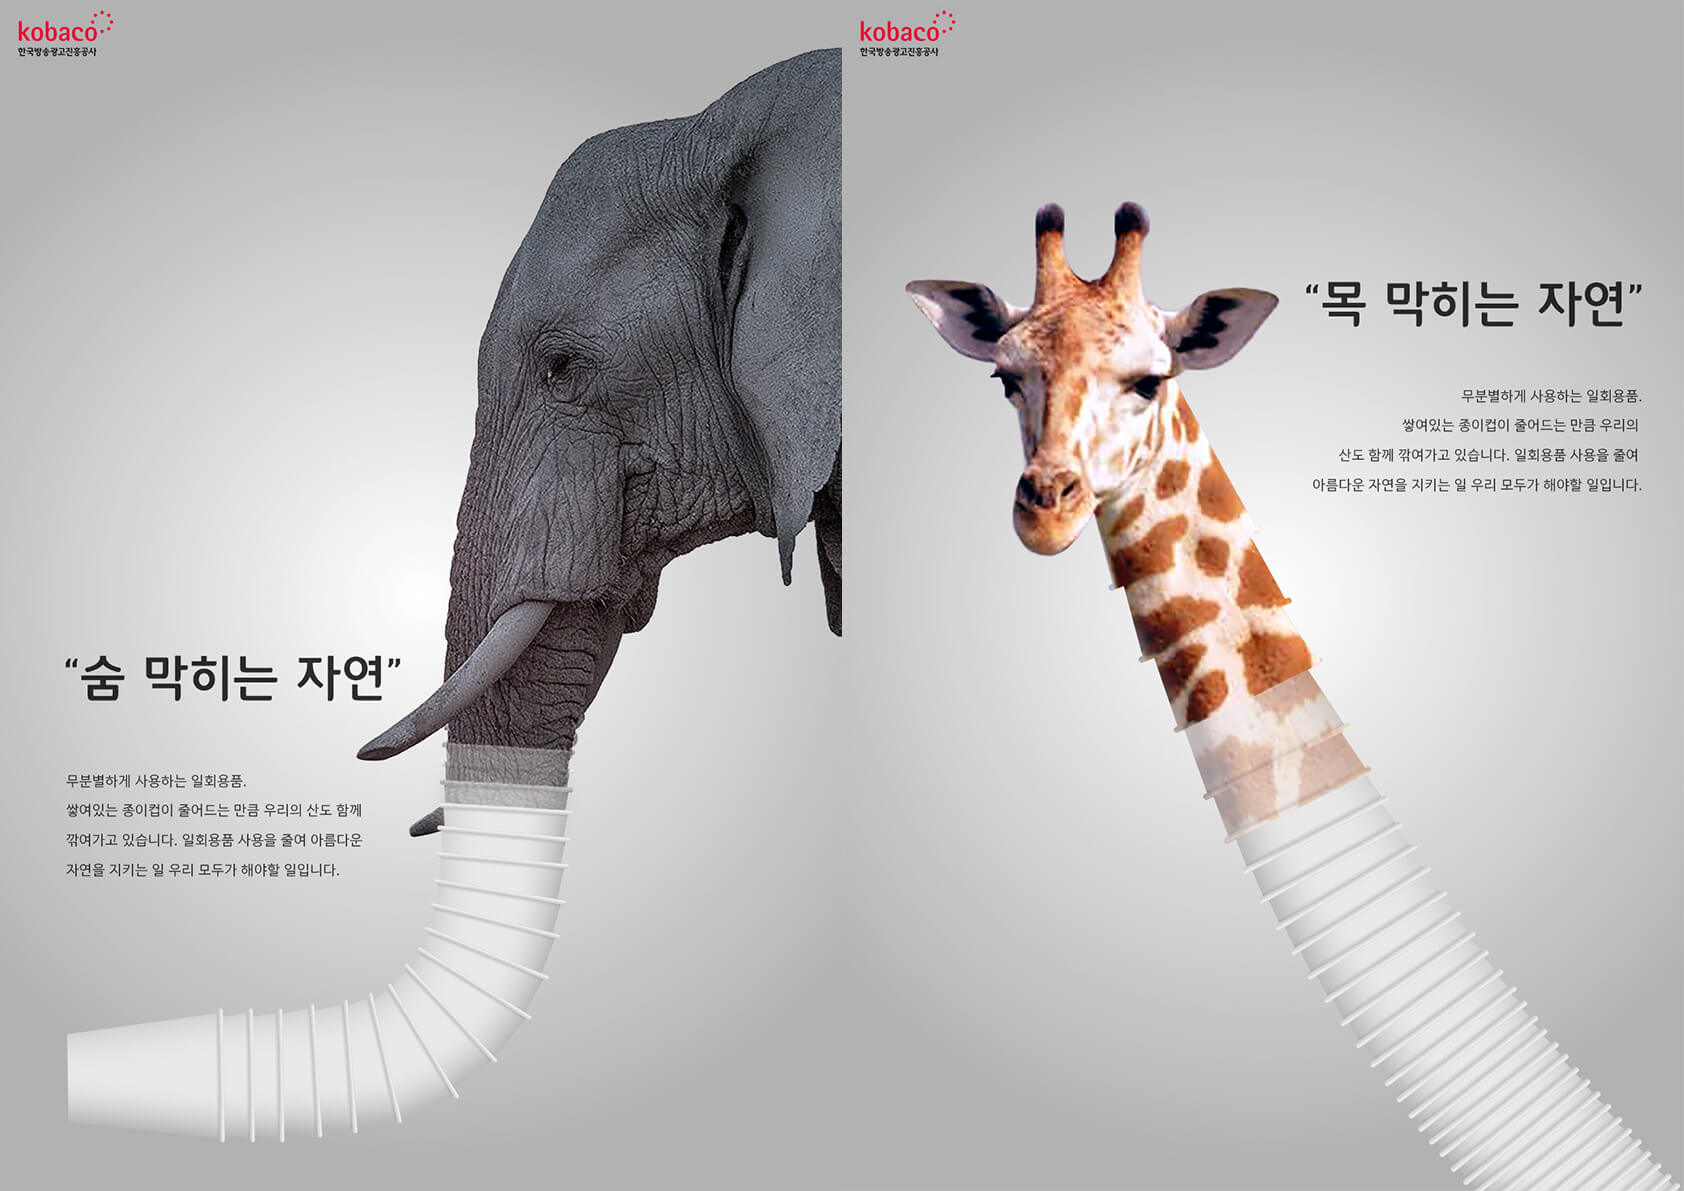 kobaco
한국방송광고진흥공사
“숨 막히는 자연”
무분별하게 사용하는 일회용품.
쌓여있는 종이컵이 줄어드는 만큼 우리의 산도 함께
깎여가고 있습니다. 일회용품 사용을 줄여 아름다운
자연을 지키는 일 우리 모두가 해야할 일입니다.
kobaco
한국방송광고진흥공사
“목 막히는 자연”
무분별하게 사용하는 일회용품.
쌓여있는 종이컵이 줄어드는 만큼 우리의
산도 함께 깎여가고 있습니다. 일회용품 사용을 줄여
아름다운 자연을 지키는 일 우리 모두가 해야할 일입니다.